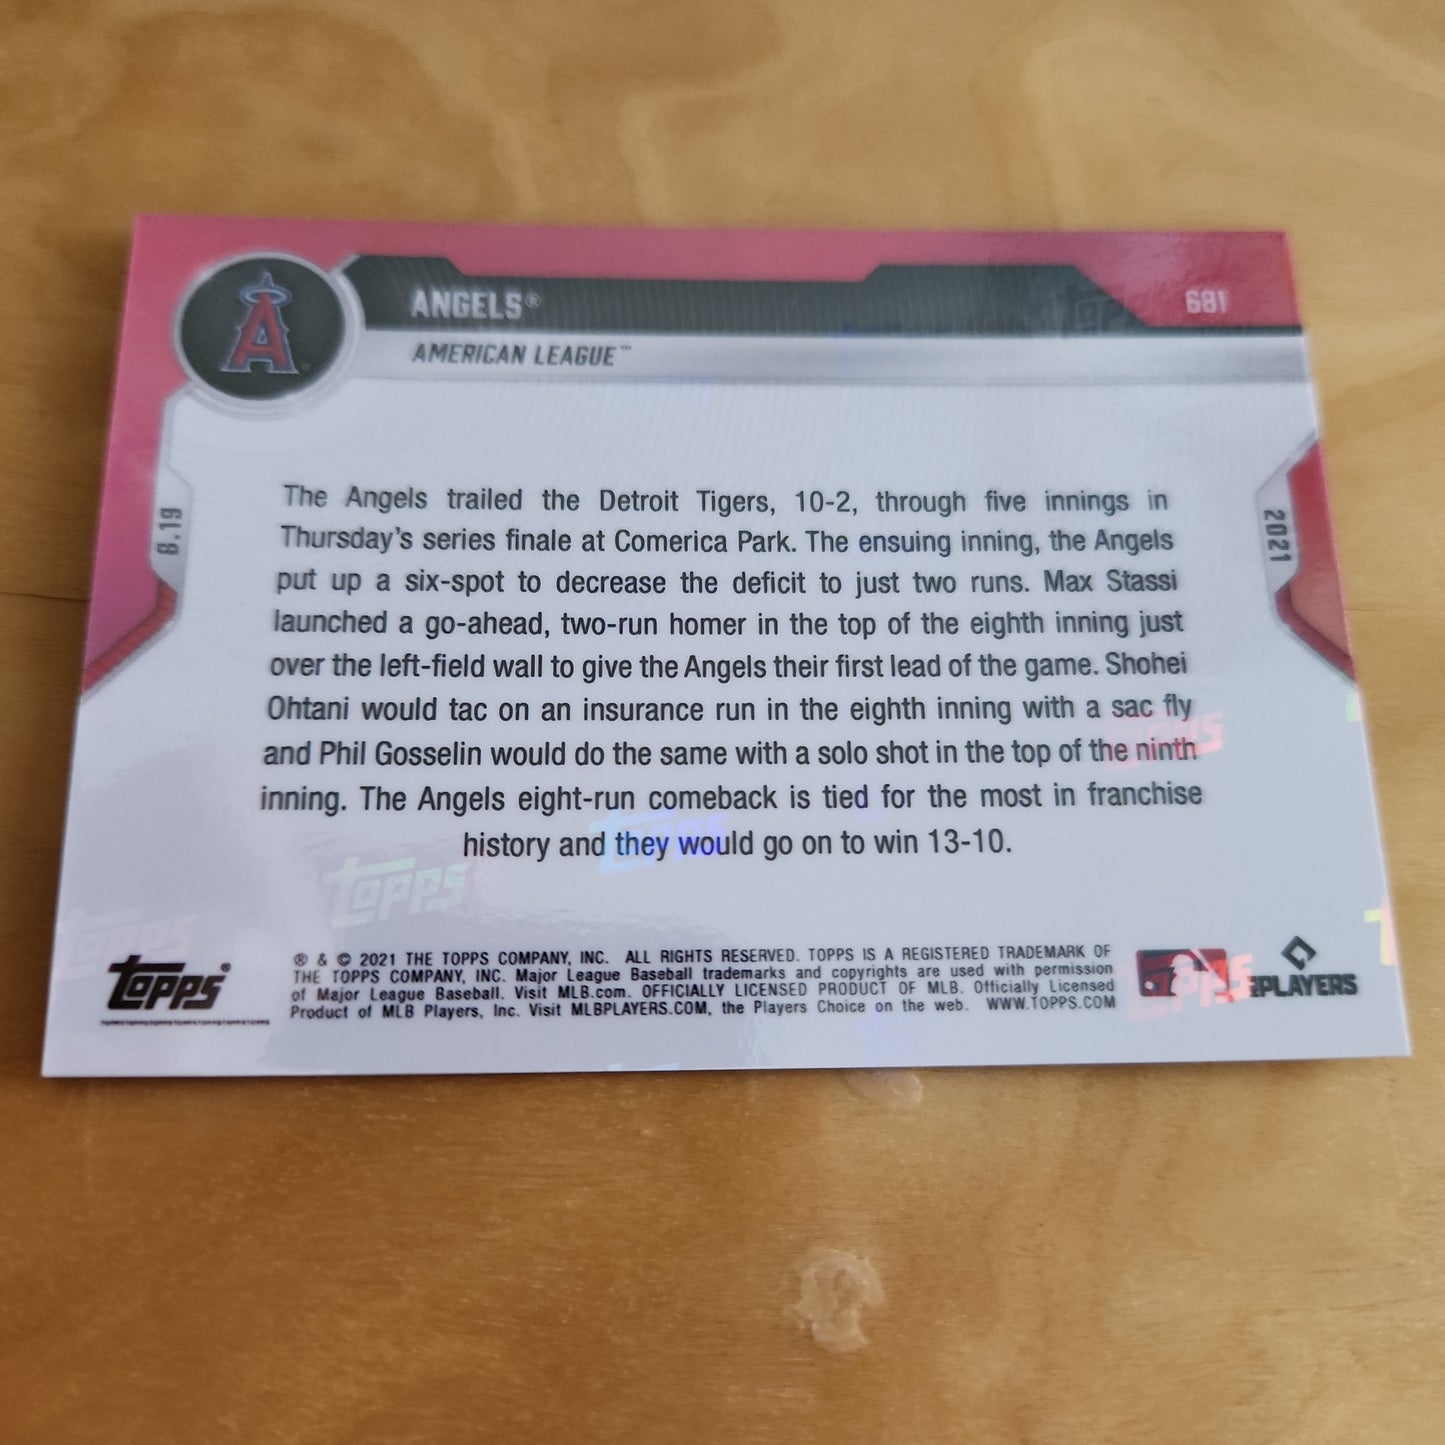 ANGELS®
681
AMERICAN LEAGUE™
8.19
2021
The Angels trailed the Detroit Tigers, 10-2, through five innings in
Thursday's series finale at Comerica Park. The ensuing inning, the Angels
put up a six-spot to decrease the deficit to just two runs. Max Stassi
launched a go-ahead, two-run homer in the top of the eighth inning just
over the left-field wall to give the Angels their first lead of the game. Shohei
Ohtani would tac on an insurance run in the eighth inning with a sac fly
and Phil Gosselin would do the same with a solo shot in the top of the ninth
inning. The Angels eight-run comeback is tied for the most in franchise
history and they would go on to win 13-10.
topps
topps
topps
topps
topps
topps®
® & © 2021 THE TOPPS COMPANY, INC. ALL RIGHTS RESERVED. TOPPS IS A REGISTERED TRADEMARK OF
THE TOPPS COMPANY, INC. Major League Baseball trademarks and copyrights are used with permission
of Major League Baseball. Visit MLB.com. OFFICIALLY LICENSED PRODUCT OF MLB. Officially Licensed
Product of MLB Players, Inc. Visit MLBPLAYERS.COM, the Players Choice on the web. WWW.TOPPS.COM
PLAYERS